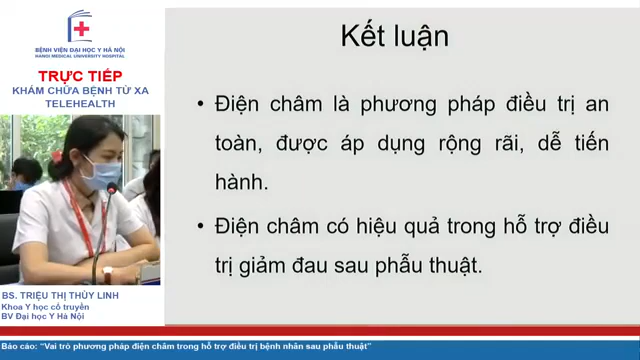 BỆNH VIỆN ĐẠI HỌC Y HÀ NỘI
HANOI MEDICAL UNIVERSITY HOSPITAL
TRỰC TIẾP
KHÁM CHỮA BỆNH TỪ XA
TELEHEALTH
Kết luận
• Điện châm là phương pháp điều trị an
toàn, được áp dụng rộng rãi, dễ tiến
hành.
• Điện châm có hiệu quả trong hỗ trợ điều
trị giảm đau sau phẫu thuật.
BS. TRIỆU THỊ THÙY LINH
Khoa Y học cổ truyền
BV Đại học Y Hà Nội
Báo cáo: "Vai trò phương pháp điện châm trong hỗ trợ điều trị bệnh nhân sau phẫu thuật"